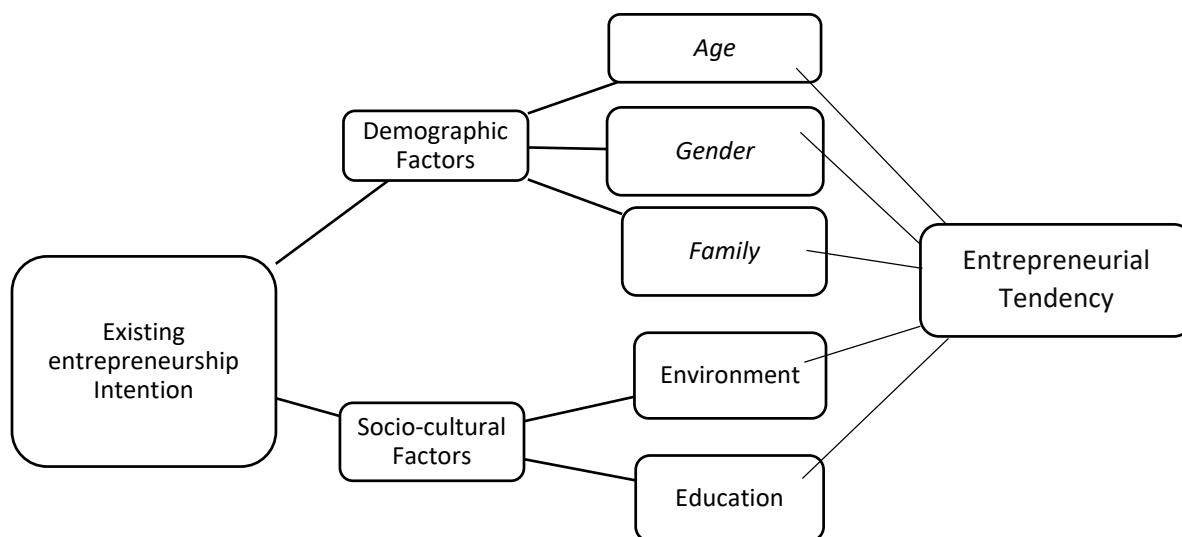 Age
Demographic
Factors
Gender
Family
Entrepreneurial
Tendency
Existing
entrepreneurship
Intention
Environment
Socio-cultural
Factors
Education